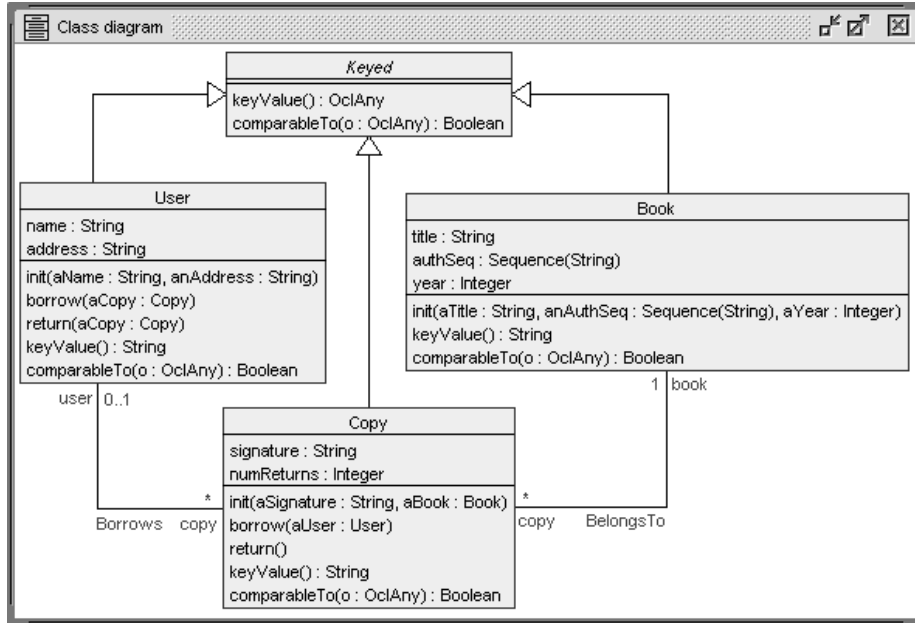 Class diagram
Keyed
keyValue() : OclAny
comparableTo(o : OclAny) : Boolean
User
name : String
address : String
init(aName : String, anAddress : String)
borrow(aCopy : Copy)
return(aCopy : Copy)
keyValue() : String
comparableTo(o : OclAny) : Boolean
Book
title : String
authSeq : Sequence(String)
year : Integer
init(aTitle : String, anAuthSeq : Sequence(String), aYear : Integer)
keyValue() : String
comparableTo(o : OclAny) : Boolean
user 0..1
1 book
Copy
signature : String
numReturns : Integer
init(aSignature : String, aBook : Book)
borrow(aUser : User)
return()
keyValue() : String
comparableTo(o : OclAny) : Boolean
*
Borrows copy
*
copy BelongsTo